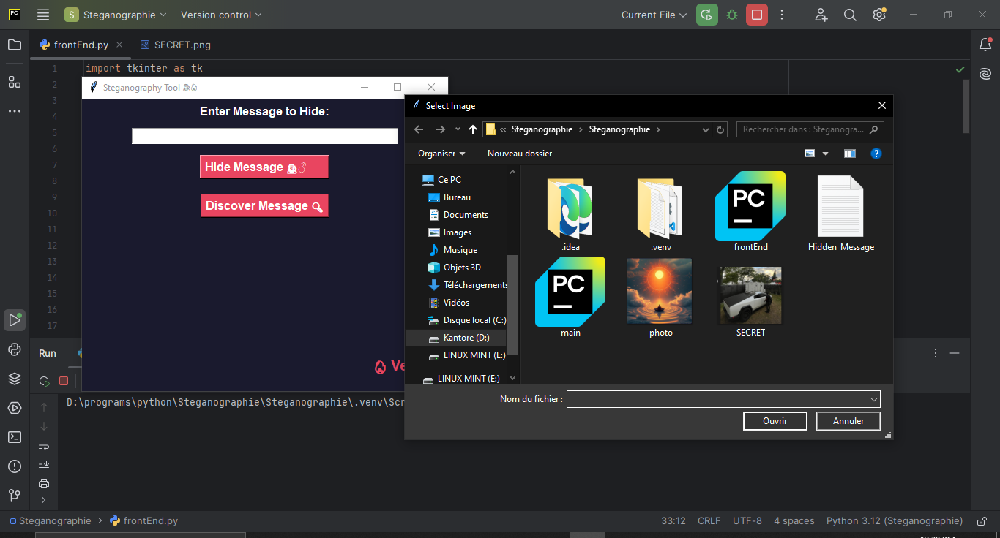 PC
S
Steganographie
Version control
Current File
frontEnd.py
SECRET.png
1
import tkinter as tk
2
3
4
5
6
7
8
9
10
11
12
13
14
15
16
17
Steganography Tool
Enter Message to Hide:
Hide Message
Discover Message
Ve
Select Image
« Steganographie > Steganographie >
Rechercher dans : Steganogra...
Organiser
Nouveau dossier
?
Ce PC
Bureau
Documents
Images
Musique
Objets 3D
Téléchargements
Vidéos
Disque local (C:)
Kantore (D:)
LINUX MINT (E:)
LINUX MINT (E:)
.idea
.venv
PC
frontEnd
Hidden_Message
PC
main
photo
SECRET
Nom du fichier :
Ouvrir
Annuler
Run
D:\programs\python\Steganographie\Steganographie\.venv\Scr
Steganographie > frontEnd.py
33:12
CRLF
UTF-8
4 spaces
Python 3.12 (Steganographie)